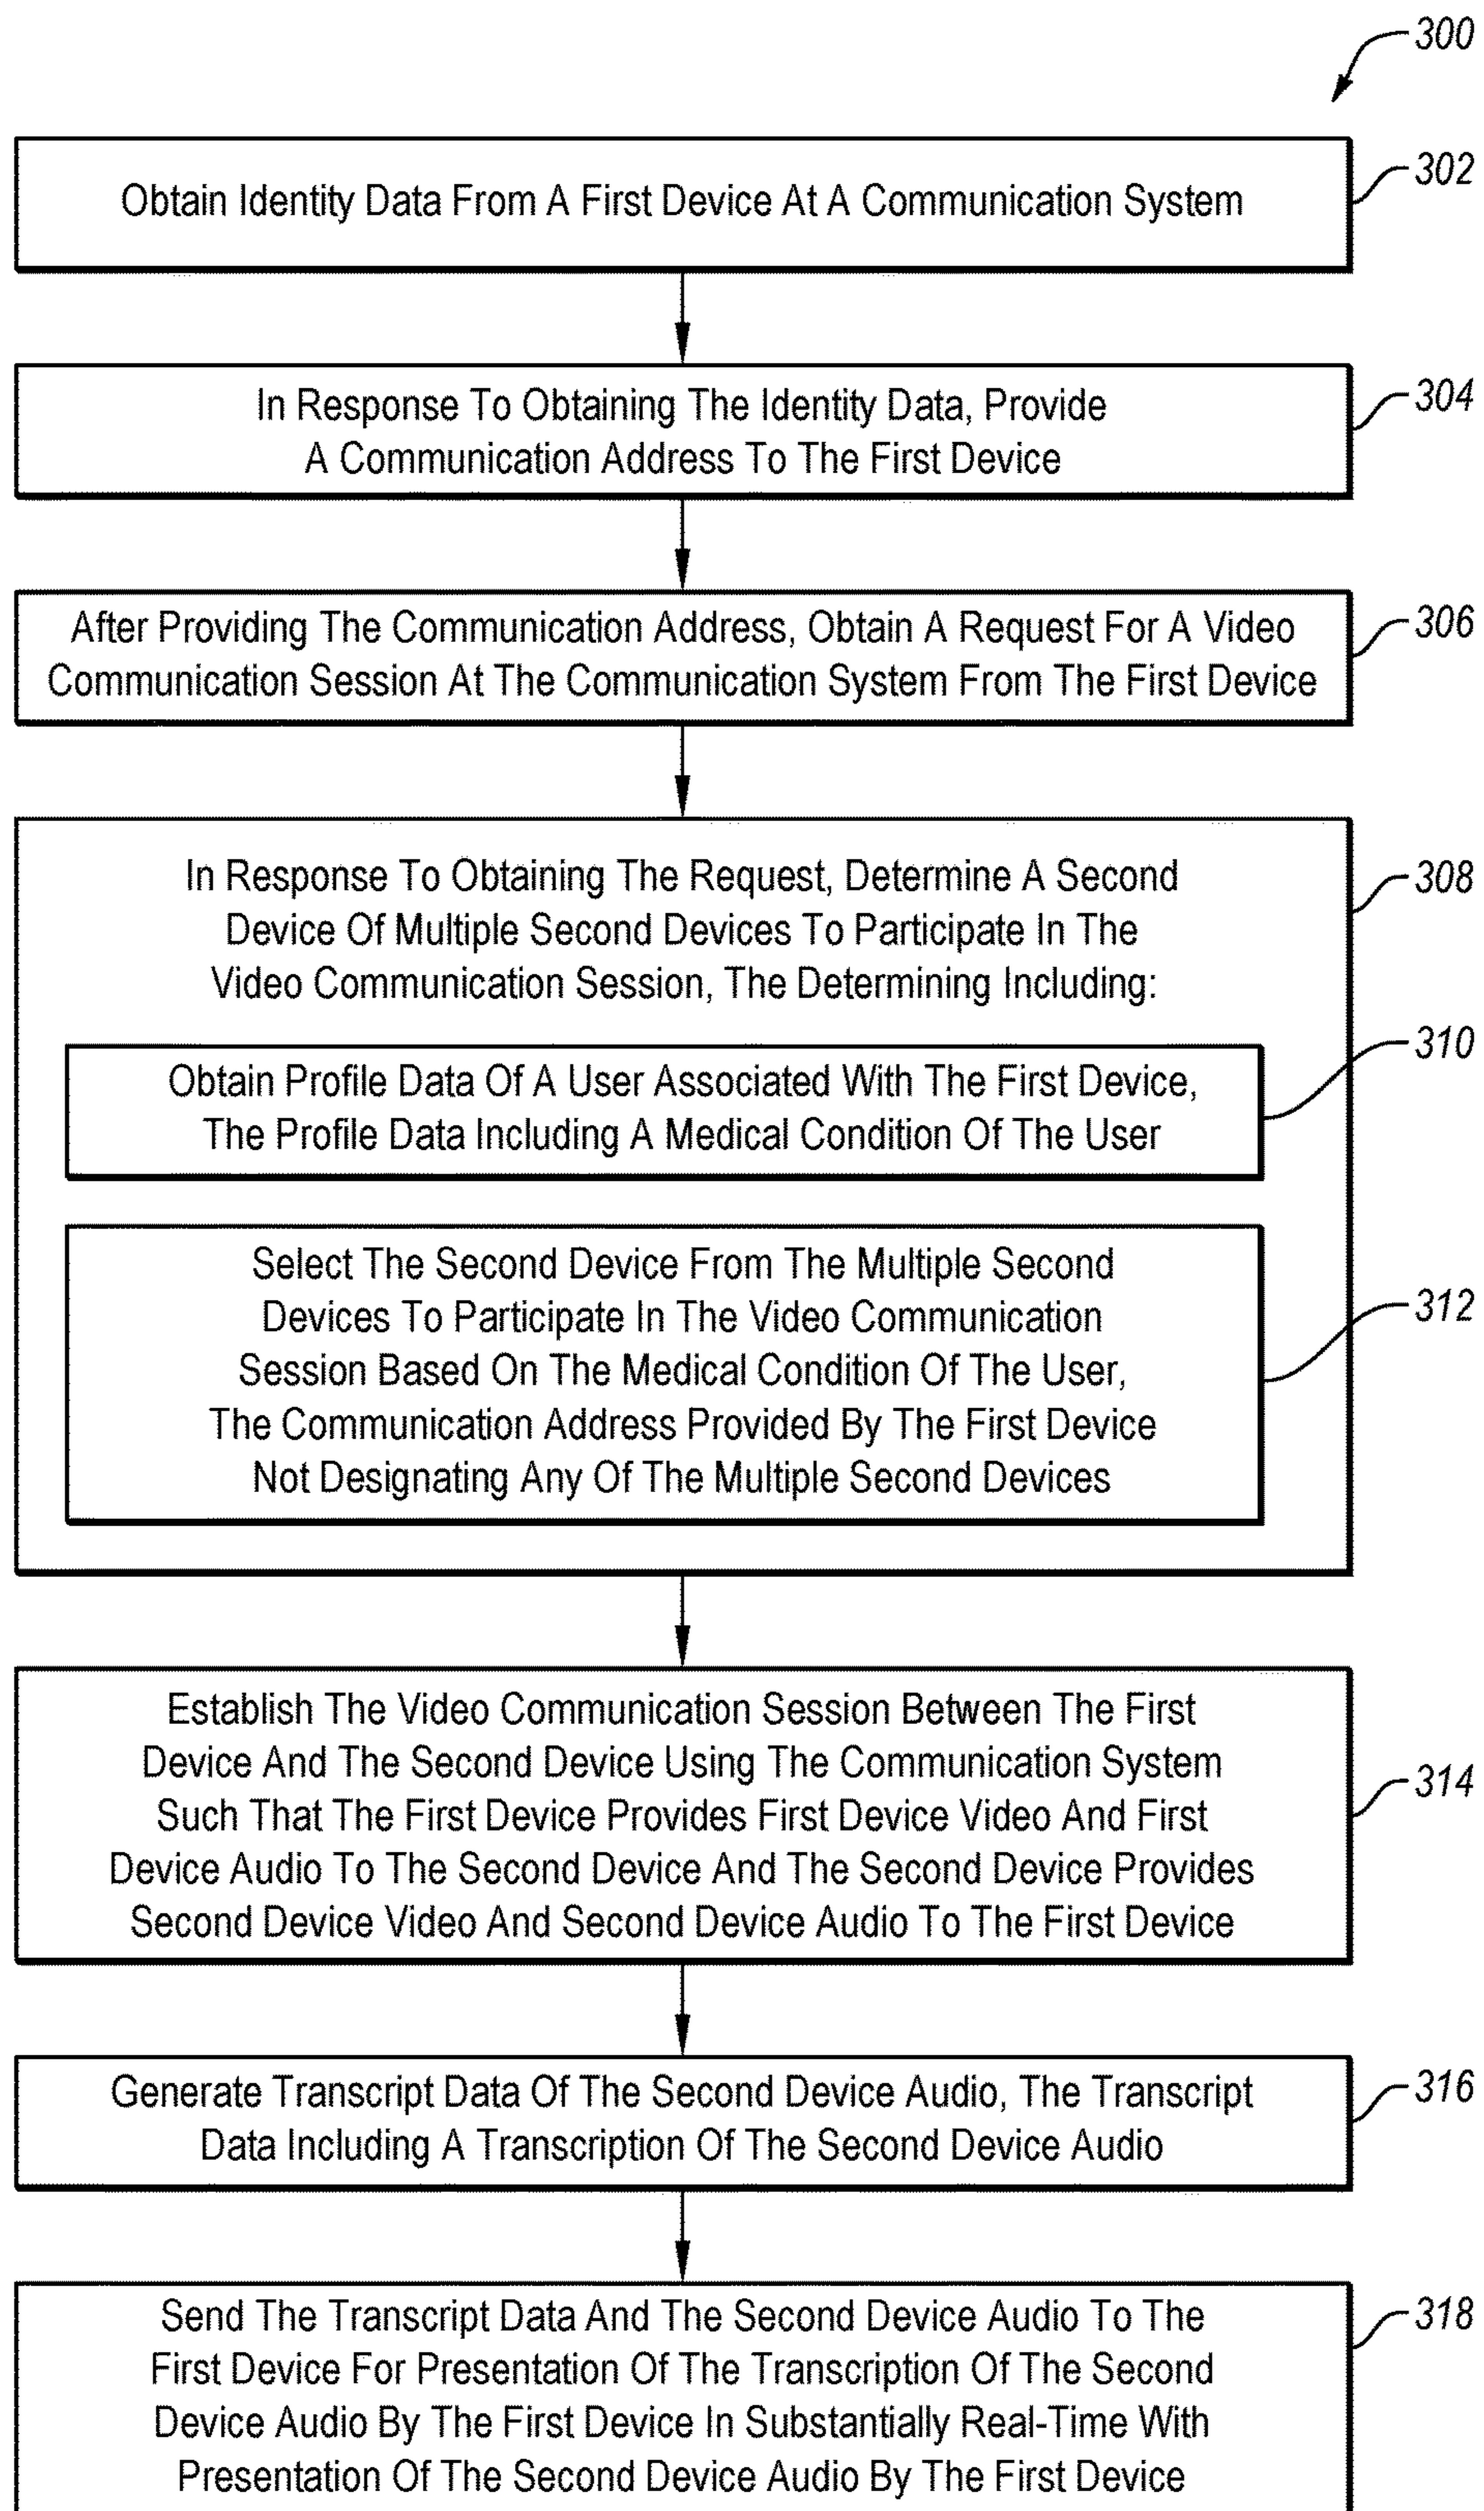 300
302
Obtain Identity Data From A First Device At A Communication System
304
In Response To Obtaining The Identity Data, Provide
A Communication Address To The First Device
306
After Providing The Communication Address, Obtain A Request For A Video
Communication Session At The Communication System From The First Device
308
In Response To Obtaining The Request, Determine A Second
Device Of Multiple Second Devices To Participate In The
Video Communication Session, The Determining Including:
310
Obtain Profile Data Of A User Associated With The First Device,
The Profile Data Including A Medical Condition Of The User
312
Select The Second Device From The Multiple Second
Devices To Participate In The Video Communication
Session Based On The Medical Condition Of The User,
The Communication Address Provided By The First Device
Not Designating Any Of The Multiple Second Devices
314
Establish The Video Communication Session Between The First
Device And The Second Device Using The Communication System
Such That The First Device Provides First Device Video And First
Device Audio To The Second Device And The Second Device Provides
Second Device Video And Second Device Audio To The First Device
316
Generate Transcript Data Of The Second Device Audio, The Transcript
Data Including A Transcription Of The Second Device Audio
318
Send The Transcript Data And The Second Device Audio To The
First Device For Presentation Of The Transcription Of The Second
Device Audio By The First Device In Substantially Real-Time With
Presentation Of The Second Device Audio By The First Device